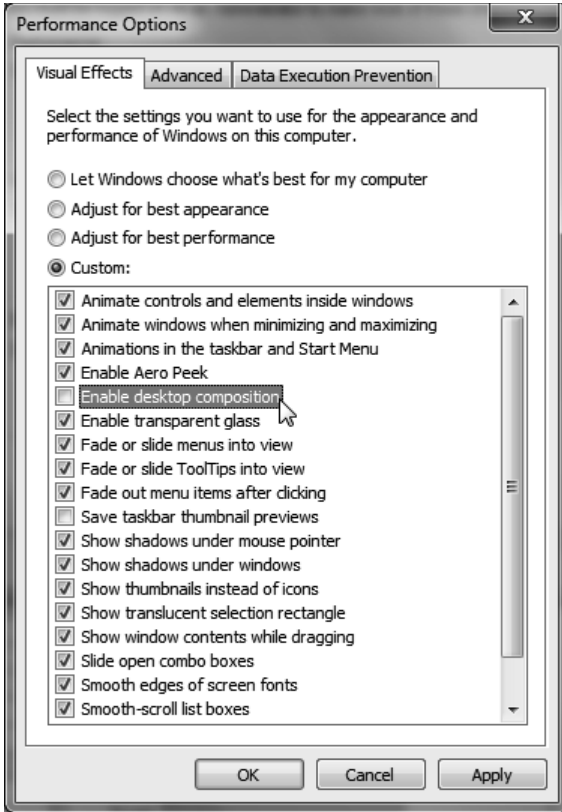 Performance Options
Visual Effects
Advanced
Data Execution Prevention
Select the settings you want to use for the appearance and
performance of Windows on this computer.
Let Windows choose what's best for my computer
Adjust for best appearance
Adjust for best performance
Custom:
Animate controls and elements inside windows
Animate windows when minimizing and maximizing
Animations in the taskbar and Start Menu
Enable Aero Peek
Enable desktop composition
Enable transparent glass
Fade or slide menus into view
Fade or slide ToolTips into view
Fade out menu items after clicking
Save taskbar thumbnail previews
Show shadows under mouse pointer
Show shadows under windows
Show thumbnails instead of icons
Show translucent selection rectangle
Show window contents while dragging
Slide open combo boxes
Smooth edges of screen fonts
Smooth-scroll list boxes
OK
Cancel
Apply